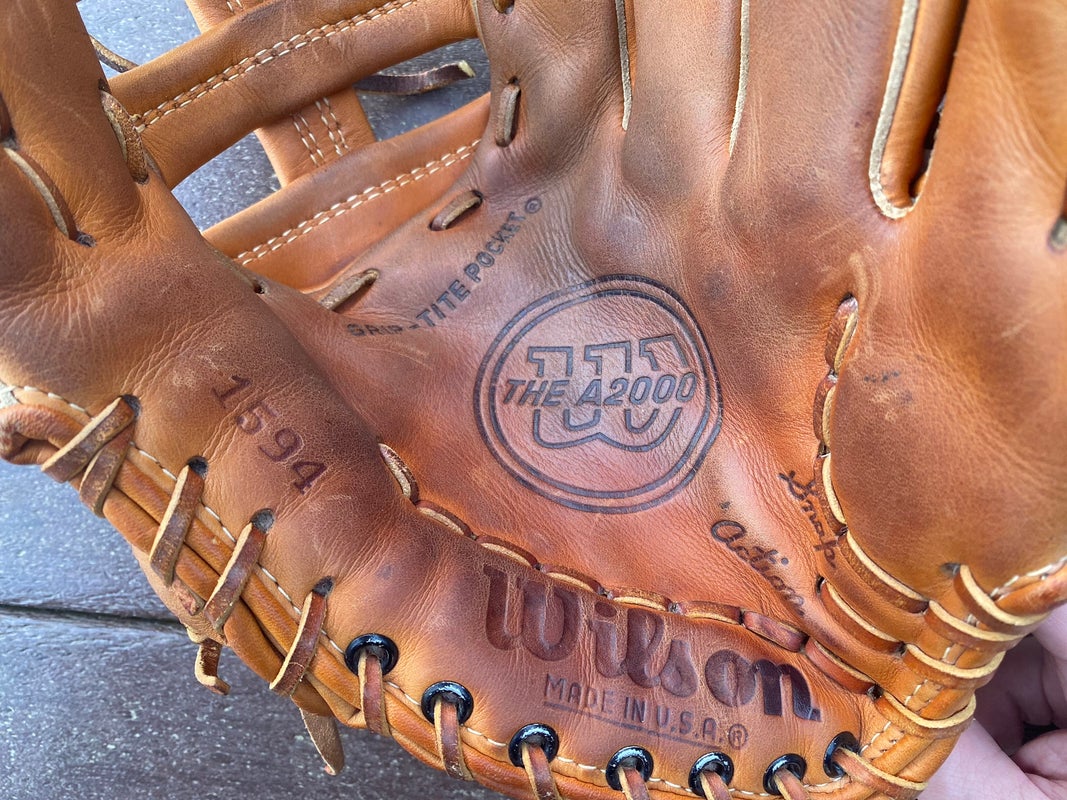 GRIP-TITE POCKET®
THE A2000
W
1594
Snap
Action
Wilson
MADE IN U.S.A.®